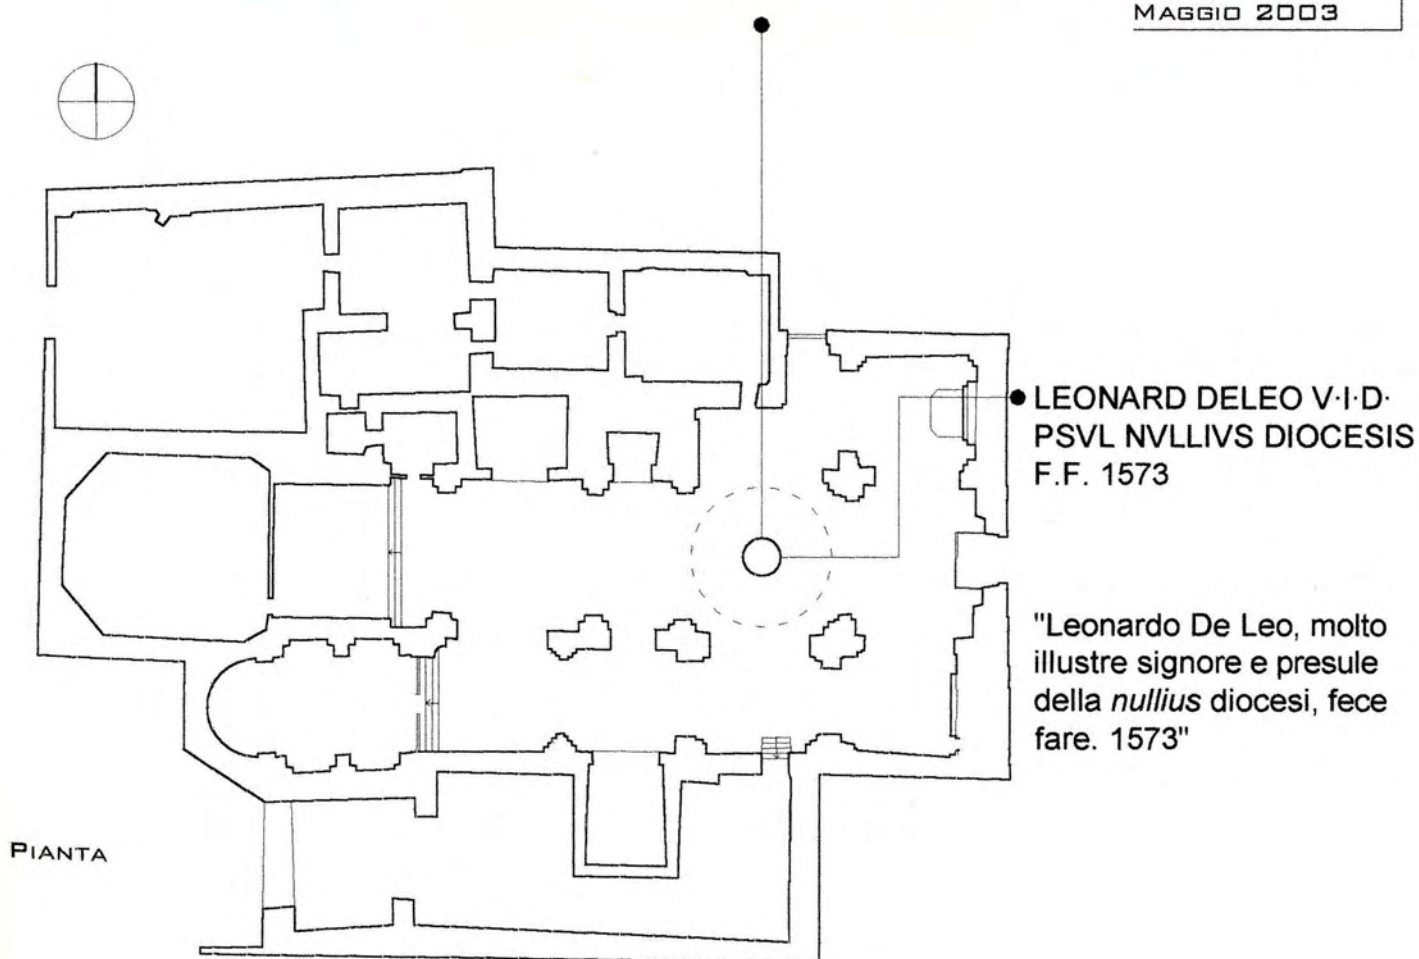 MAGGIO 2003
LEONARD DELEO V·I·D·
PSVL NVLLIVS DIOCESIS
F.F. 1573
"Leonardo De Leo, molto
illustre signore e presule
della nullius diocesi, fece
fare. 1573"
PIANTA